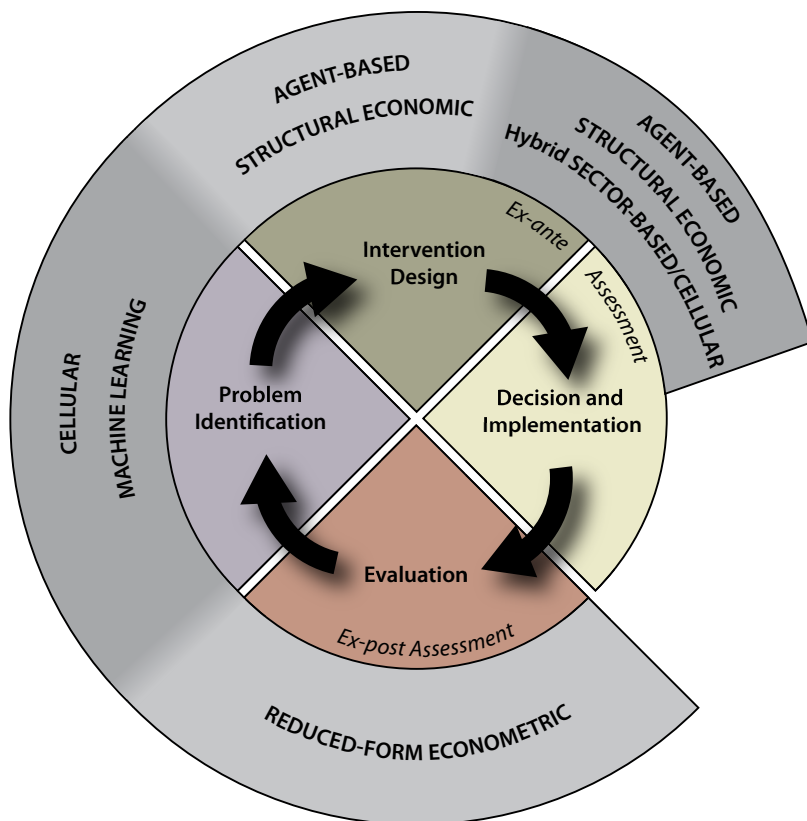 AGENT-BASED
STRUCTURAL ECONOMIC
AGENT-BASED
STRUCTURAL ECONOMIC
Hybrid SECTOR-BASED/CELLULAR
Ex-ante
Assessment
Intervention
Design
CELLULAR
MACHINE LEARNING
Problem
Identification
Decision and
Implementation
Evaluation
Ex-post Assessment
REDUCED-FORM ECONOMETRIC